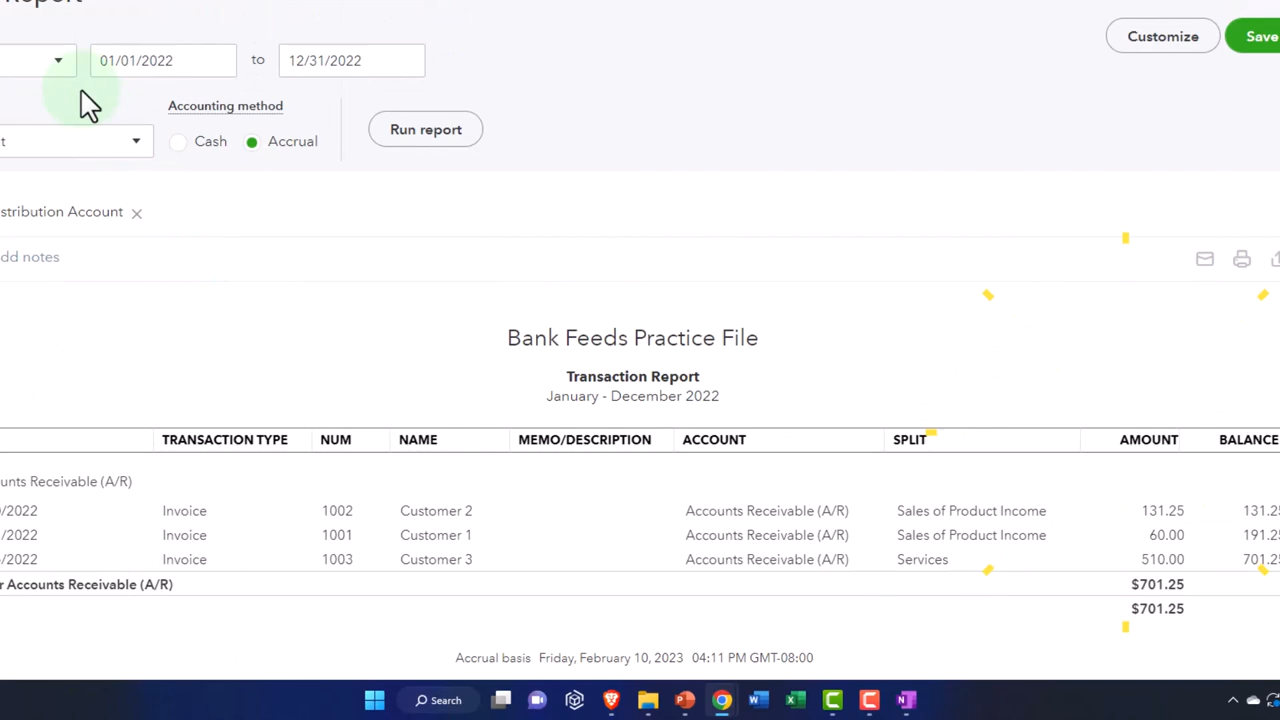 Report
01/01/2022 to 12/31/2022
Customize
Save
Accounting method
Cash Accrual
Run report
stribution Account
dd notes
Bank Feeds Practice File
Transaction Report
January - December 2022
TRANSACTION TYPE NUM NAME MEMO/DESCRIPTION ACCOUNT SPLIT AMOUNT BALANCE
unts Receivable (A/R)
/2022 Invoice 1002 Customer 2 Accounts Receivable (A/R) Sales of Product Income 131.25 131.25
/2022 Invoice 1001 Customer 1 Accounts Receivable (A/R) Sales of Product Income 60.00 191.25
/2022 Invoice 1003 Customer 3 Accounts Receivable (A/R) Services 510.00 701.25
r Accounts Receivable (A/R) $701.25
$701.25
Accrual basis Friday, February 10, 2023 04:11 PM GMT-08:00
Search